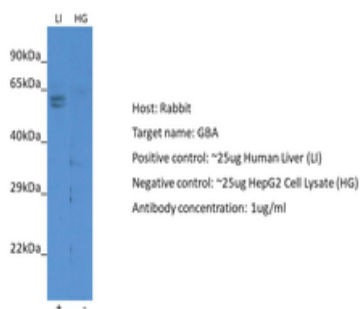 LI HG
90kDa
65kDa
40kDa
29kDa
22kDa
+ -
Host: Rabbit
Target name: GBA
Positive control: ~25ug Human Liver (LI)
Negative control: ~25ug HepG2 Cell Lysate (HG)
Antibody concentration: 1ug/ml